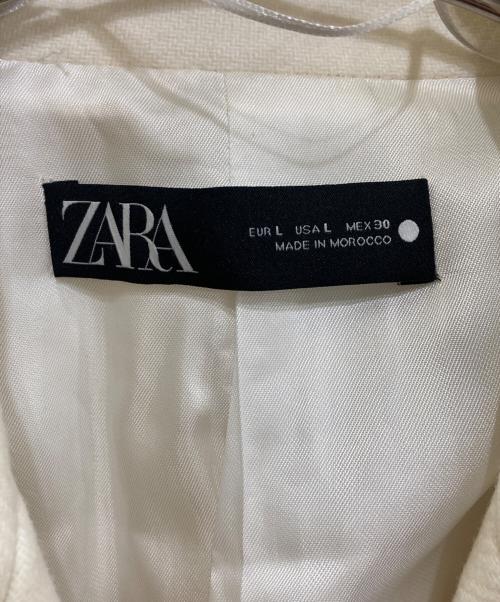 ZARA
EUR L USA L MEX 30
MADE IN MOROCCO